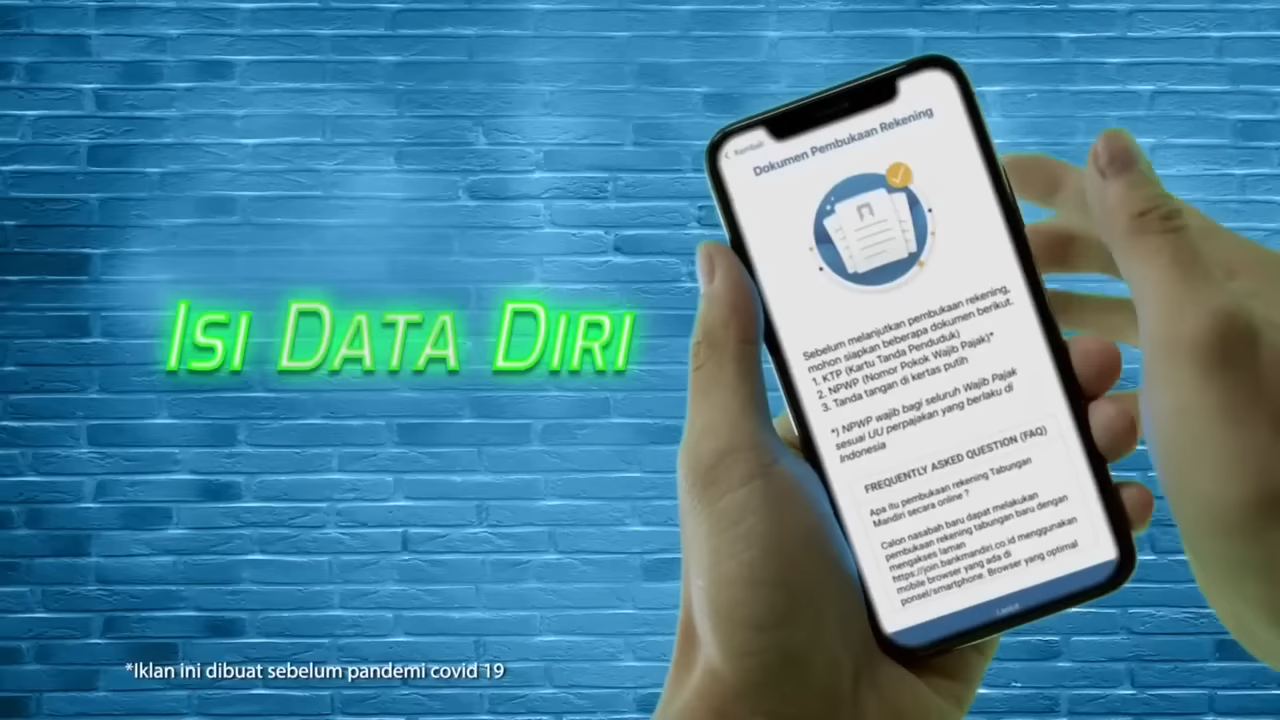 ISI DATA DIRI
*Iklan ini dibuat sebelum pandemi covid 19
Kembali
Dokumen Pembukaan Rekening
Sebelum melanjutkan pembukaan rekening,
mohon siapkan beberapa dokumen berikut.
1. KTP (Kartu Tanda Penduduk)
2. NPWP (Nomor Pokok Wajib Pajak)*
3. Tanda tangan di kertas putih
*) NPWP wajib bagi seluruh Wajib Pajak
sesuai UU perpajakan yang berlaku di
Indonesia
FREQUENTLY ASKED QUESTION (FAQ)
Apa itu pembukaan rekening Tabungan
Mandiri secara online ?
Calon nasabah baru dapat melakukan
pembukaan rekening tabungan baru dengan
mengakses laman
https://join.bankmandiri.co.id menggunakan
mobile browser yang ada di
ponsel/smartphone. Browser yang optimal
Lanjut